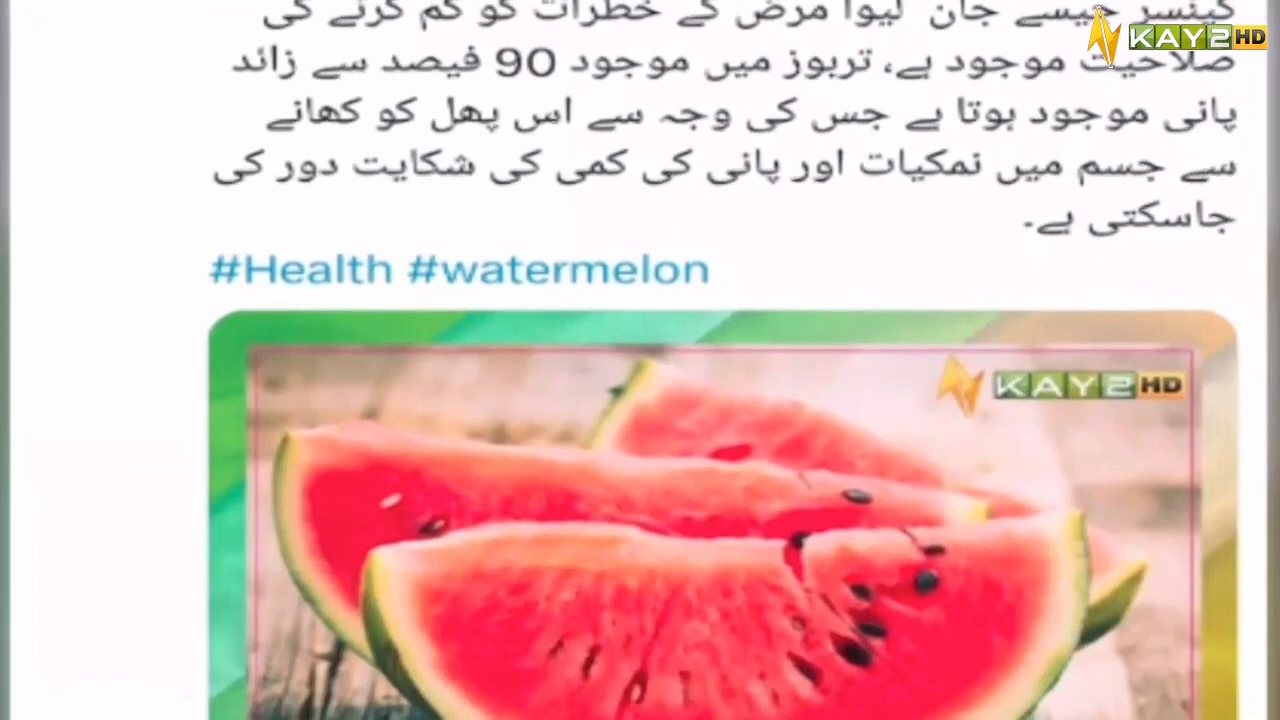 کینسر جیسے جان لیوا مرض کے خطرات کو کم کرنے کی
صلاحیت موجود ہے، تربوز میں موجود 90 فیصد سے زائد
پانی موجود ہوتا ہے جس کی وجہ سے اس پھل کو کھانے
سے جسم میں نمکیات اور پانی کی کمی کی شکایت دور کی
جاسکتی ہے۔
#Health #watermelon
KAY2 HD
KAY2 HD